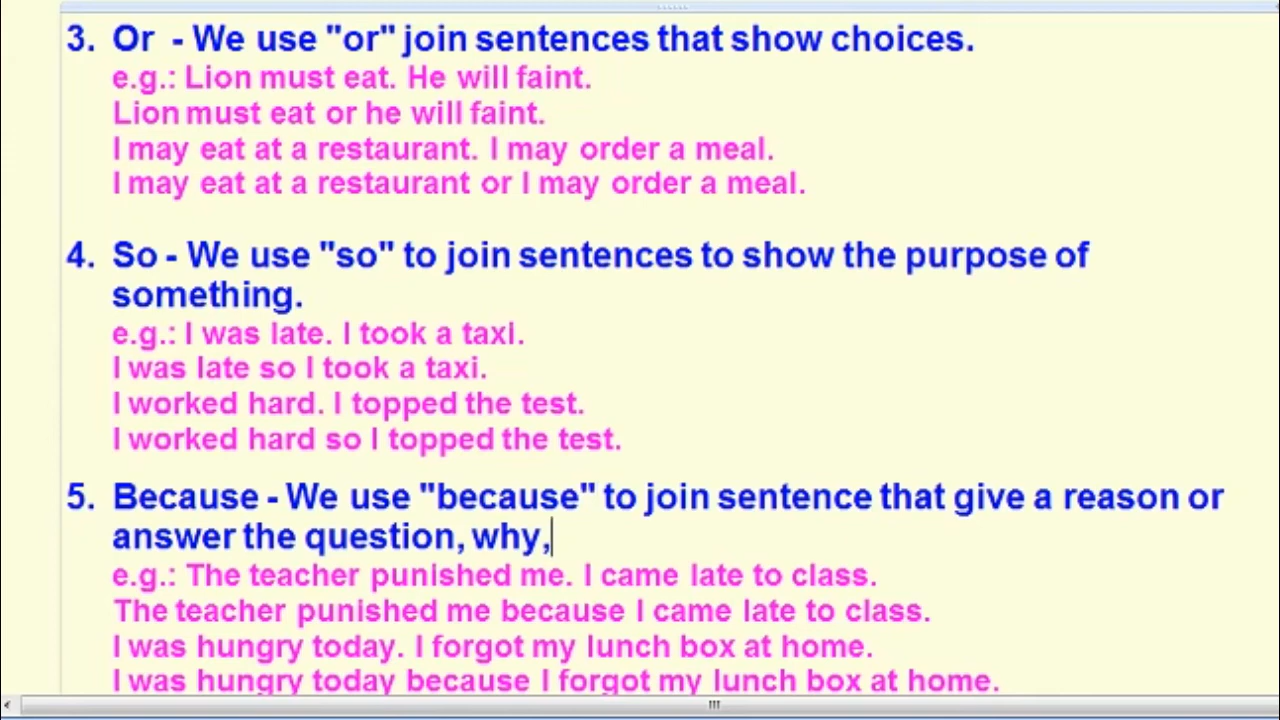 3. Or - We use "or" join sentences that show choices.
e.g.: Lion must eat. He will faint.
Lion must eat or he will faint.
I may eat at a restaurant. I may order a meal.
I may eat at a restaurant or I may order a meal.
4. So - We use "so" to join sentences to show the purpose of
something.
e.g.: I was late. I took a taxi.
I was late so I took a taxi.
I worked hard. I topped the test.
I worked hard so I topped the test.
5. Because - We use "because" to join sentence that give a reason or
answer the question, why,
e.g.: The teacher punished me. I came late to class.
The teacher punished me because I came late to class.
I was hungry today. I forgot my lunch box at home.
I was hungry today because I forgot my lunch box at home.